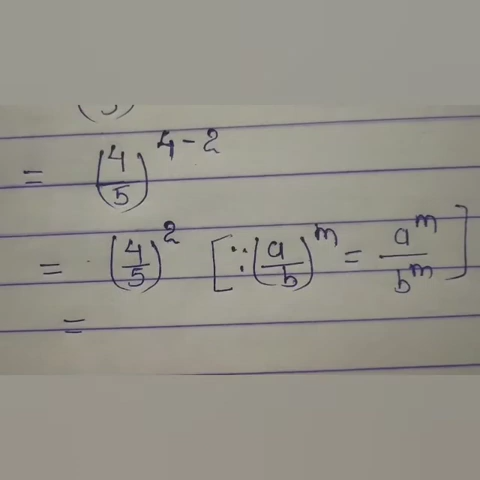 = (4/5)^(4-2)
= (4/5)^2 [∵ (a/b)^m = a^m/b^m]
=